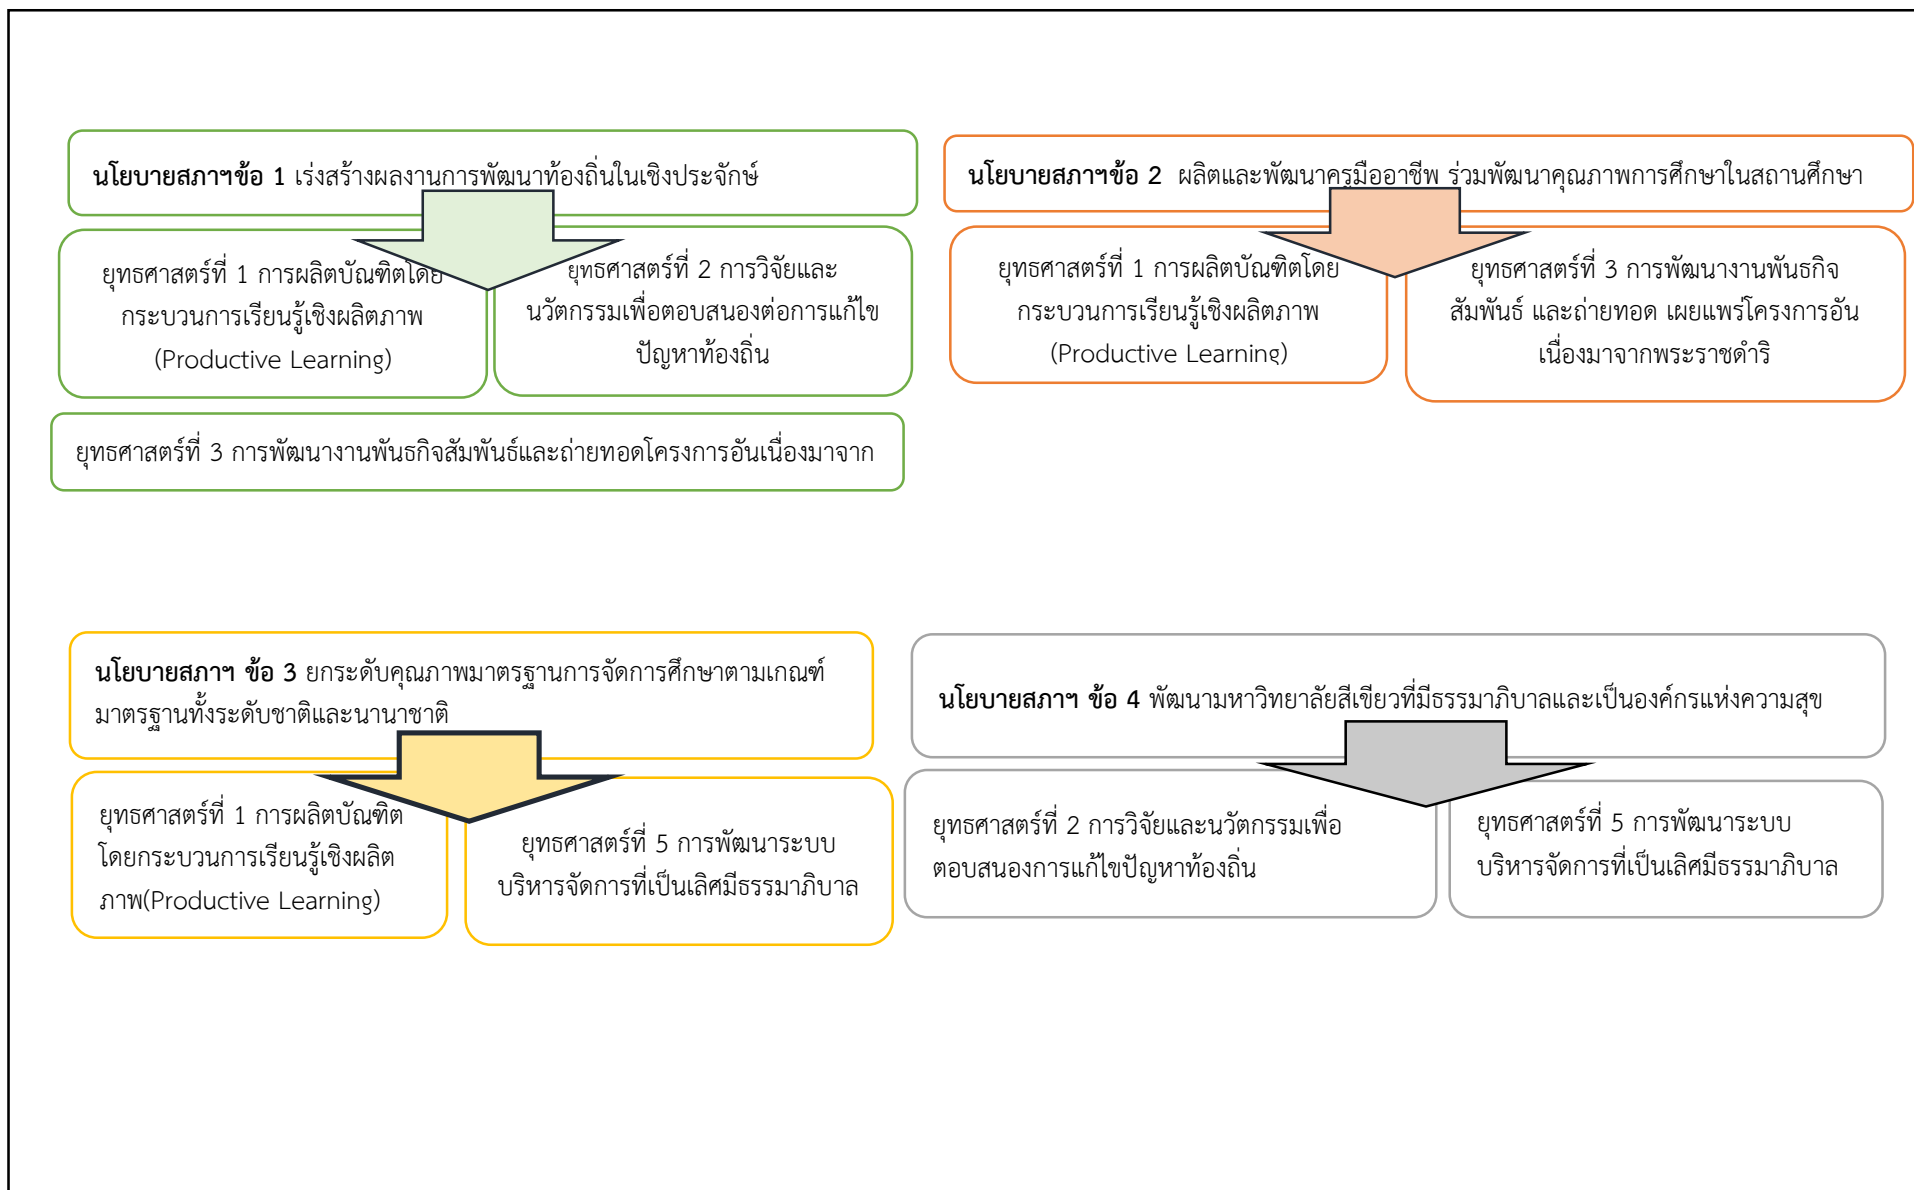 นโยบายสภาฯข้อ 1 เร่งสร้างผลงานการพัฒนาท้องถิ่นในเชิงประจักษ์
ยุทธศาสตร์ที่ 1 การผลิตบัณฑิตโดย
กระบวนการเรียนรู้เชิงผลิตภาพ
(Productive Learning)
ยุทธศาสตร์ที่ 2 การวิจัยและ
นวัตกรรมเพื่อตอบสนองต่อการแก้ไข
ปัญหาท้องถิ่น
ยุทธศาสตร์ที่ 3 การพัฒนางานพันธกิจสัมพันธ์และถ่ายทอดโครงการอันเนื่องมาจาก
นโยบายสภาฯข้อ 2 ผลิตและพัฒนาครูมืออาชีพ ร่วมพัฒนาคุณภาพการศึกษาในสถานศึกษา
ยุทธศาสตร์ที่ 1 การผลิตบัณฑิตโดย
กระบวนการเรียนรู้เชิงผลิตภาพ
(Productive Learning)
ยุทธศาสตร์ที่ 3 การพัฒนางานพันธกิจ
สัมพันธ์ และถ่ายทอด เผยแพร่โครงการอัน
เนื่องมาจากพระราชดำริ
นโยบายสภาฯ ข้อ 3 ยกระดับคุณภาพมาตรฐานการจัดการศึกษาตามเกณฑ์
มาตรฐานทั้งระดับชาติและนานาชาติ
ยุทธศาสตร์ที่ 1 การผลิตบัณฑิต
โดยกระบวนการเรียนรู้เชิงผลิต
ภาพ(Productive Learning)
ยุทธศาสตร์ที่ 5 การพัฒนาระบบ
บริหารจัดการที่เป็นเลิศมีธรรมาภิบาล
นโยบายสภาฯ ข้อ 4 พัฒนามหาวิทยาลัยสีเขียวที่มีธรรมาภิบาลและเป็นองค์กรแห่งความสุข
ยุทธศาสตร์ที่ 2 การวิจัยและนวัตกรรมเพื่อ
ตอบสนองการแก้ไขปัญหาท้องถิ่น
ยุทธศาสตร์ที่ 5 การพัฒนาระบบ
บริหารจัดการที่เป็นเลิศมีธรรมาภิบาล